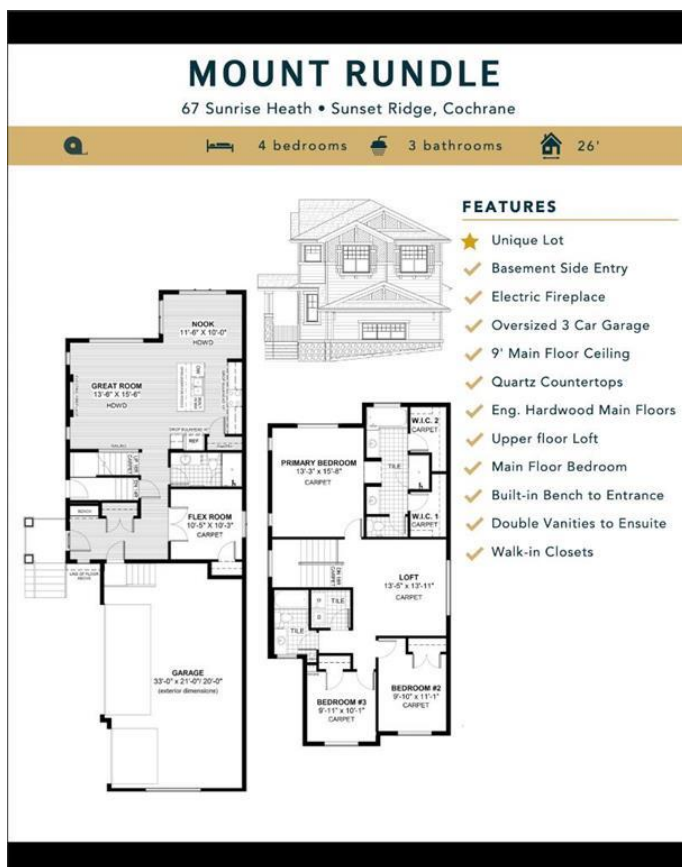 MOUNT RUNDLE
67 Sunrise Heath • Sunset Ridge, Cochrane
4 bedrooms
3 bathrooms
26'
FEATURES
Unique Lot
Basement Side Entry
Electric Fireplace
Oversized 3 Car Garage
9' Main Floor Ceiling
Quartz Countertops
Eng. Hardwood Main Floors
Upper floor Loft
Main Floor Bedroom
Built-in Bench to Entrance
Double Vanities to Ensuite
Walk-in Closets
NOOK
11'-6" X 10'-0"
HDWD
GREAT ROOM
13'-6" X 15'-6"
HDWD
REF
BENCH
FLEX ROOM
10'-5" X 10'-3"
CARPET
LINE OF FLOOR
ABOVE
GARAGE
33'-0" x 21'-0"/ 20'-0"
(exterior dimensions)
PRIMARY BEDROOM
13'-3" x 15'-8"
CARPET
W.I.C. 2
CARPET
TILE
W.I.C. 1
CARPET
LOFT
13'-5" x 13'-11"
CARPET
TILE
TILE
BEDROOM #3
9'-11" x 10'-1"
CARPET
BEDROOM #2
9'-10" x 11'-1"
CARPET